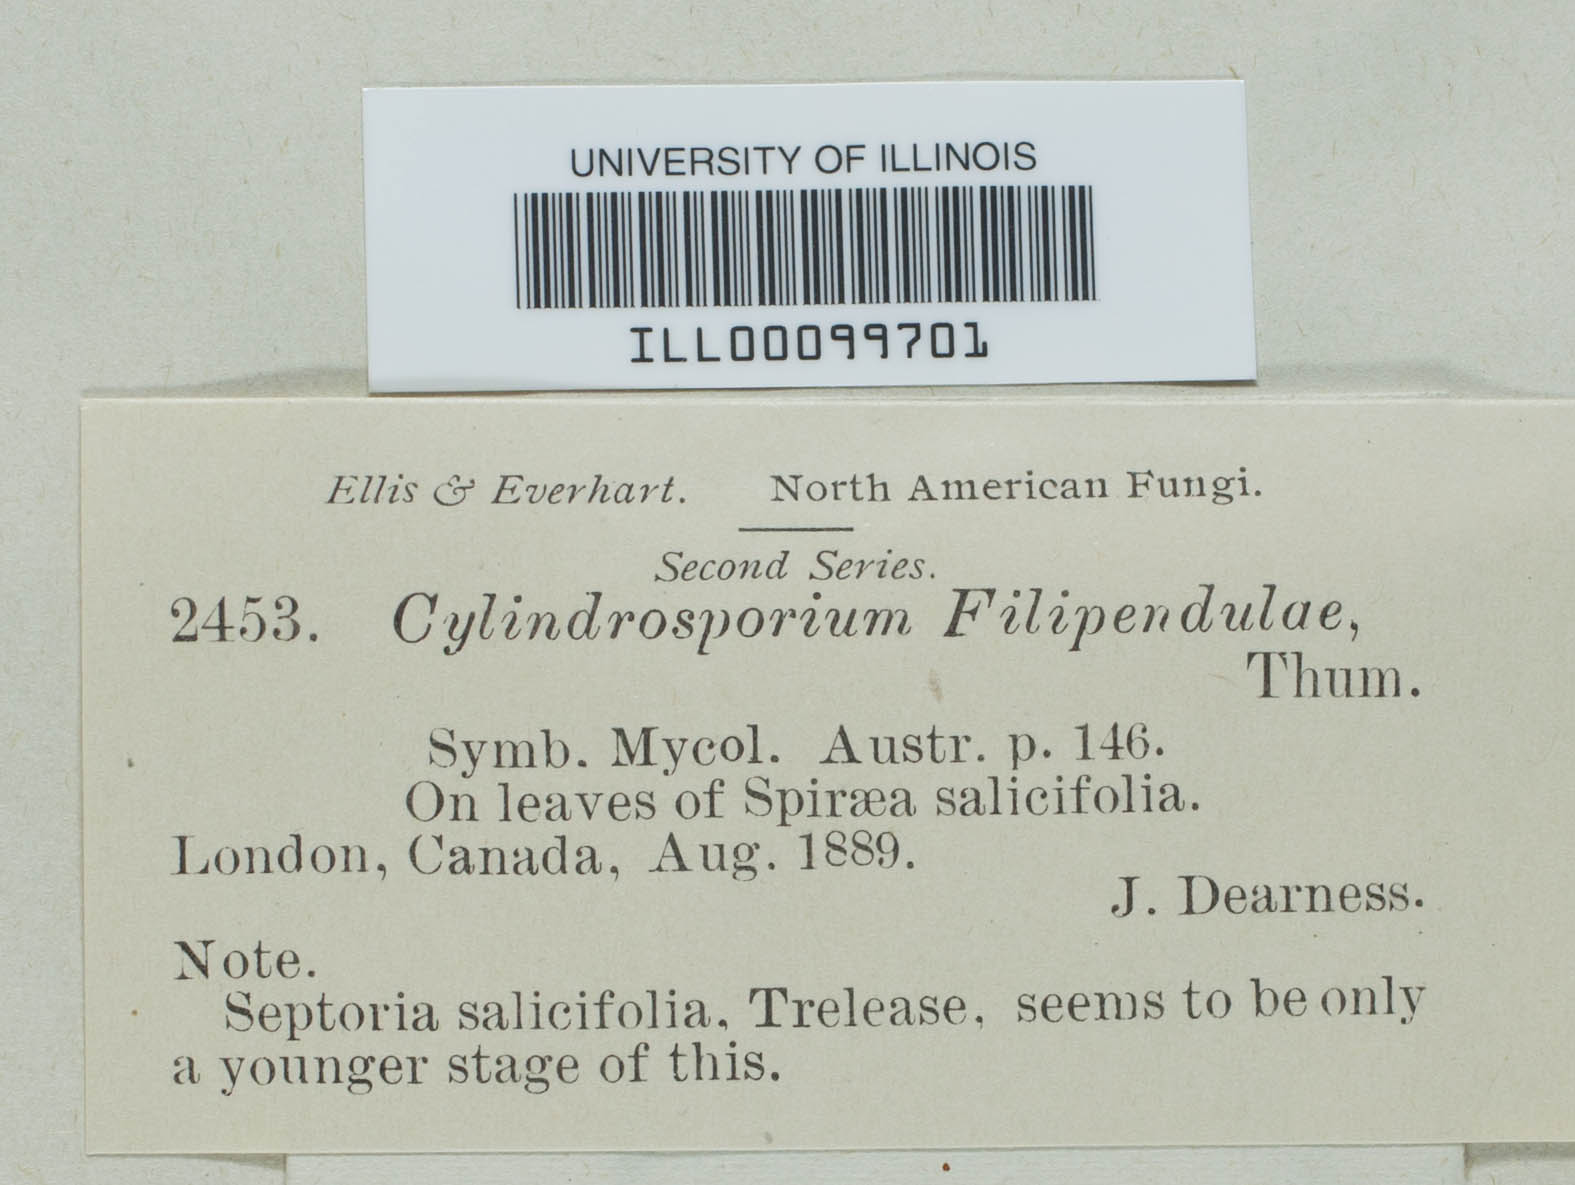 UNIVERSITY OF ILLINOIS
ILL00099701
Ellis & Everhart. North American Fungi.
Second Series.
2453. Cylindrosporium Filipendulae,
Thum.
Symb. Mycol. Austr. p. 146.
On leaves of Spiræa salicifolia.
London, Canada, Aug. 1889.
J. Dearness.
Note.
Septoria salicifolia, Trelease, seems to be only
a younger stage of this.